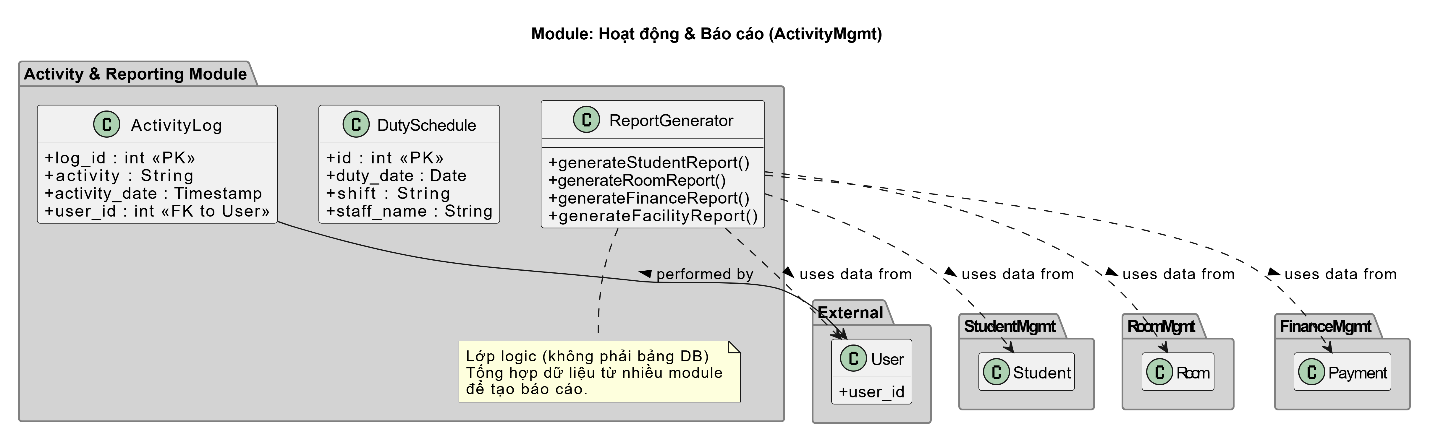 Module: Hoạt động & Báo cáo (ActivityMgmt)
Activity & Reporting Module
C ActivityLog
+log_id : int «PK»
+activity : String
+activity_date : Timestamp
+user_id : int «FK to User»
C DutySchedule
+id : int «PK»
+duty_date : Date
+shift : String
+staff_name : String
C ReportGenerator
+generateStudentReport()
+generateRoomReport()
+generateFinanceReport()
+generateFacilityReport()
performed by
uses data from
uses data from
uses data from
uses data from
Lớp logic (không phải bảng DB)
Tổng hợp dữ liệu từ nhiều module
để tạo báo cáo.
External
C User
+user_id
StudentMgmt
C Student
RoomMgmt
C Room
FinanceMgmt
C Payment